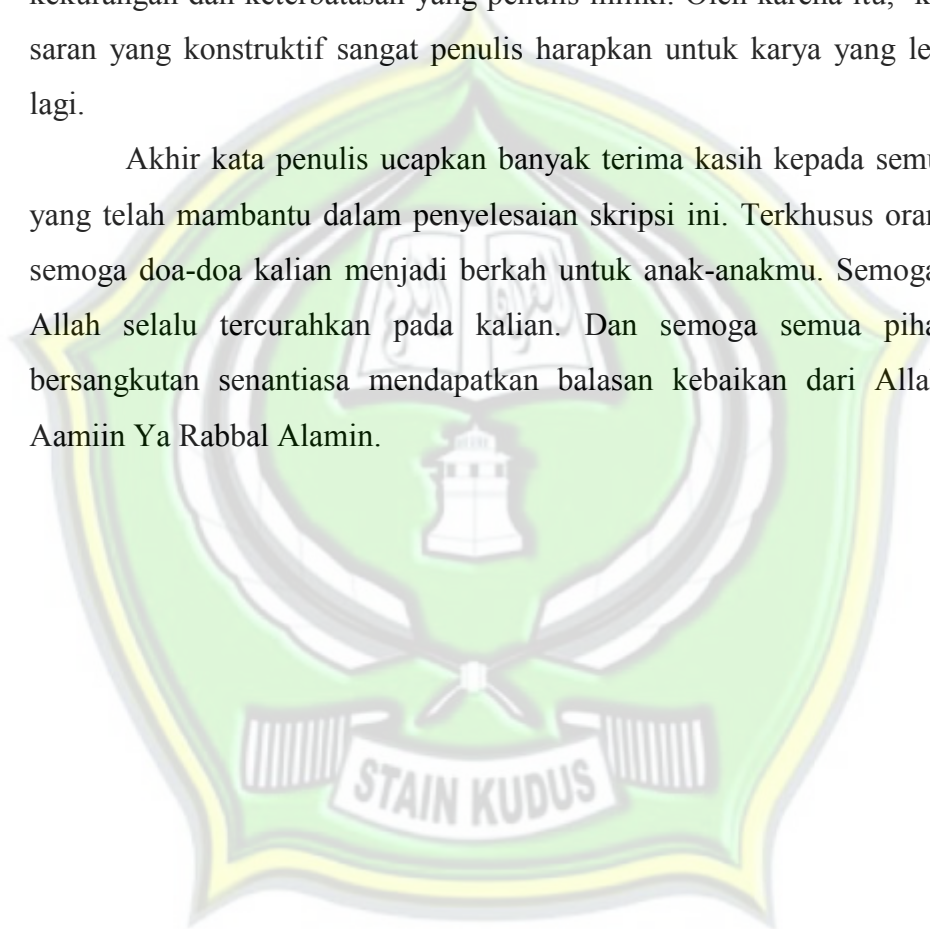 kekurangan dan keterbatasan yang penulis miliki. Oleh karena itu,
saran yang konstruktif sangat penulis harapkan untuk karya yang
lagi.
Akhir kata penulis ucapkan banyak terima kasih kepada
yang telah mambantu dalam penyelesaian skripsi ini. Terkhusus
semoga doa-doa kalian menjadi berkah untuk anak-anakmu. Semoga
Allah selalu tercurahkan pada kalian. Dan semoga semua
bersangkutan senantiasa mendapatkan balasan kebaikan dari
Aamiin Ya Rabbal Alamin.
STAIN KUDUS